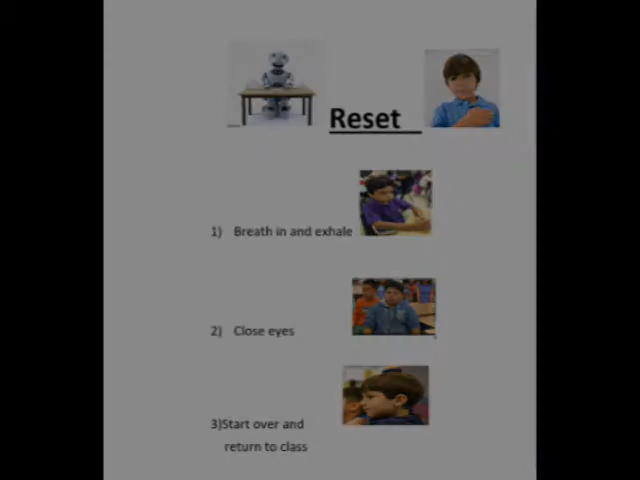 Reset
1) Breath in and exhale
2) Close eyes
3)Start over and
return to class